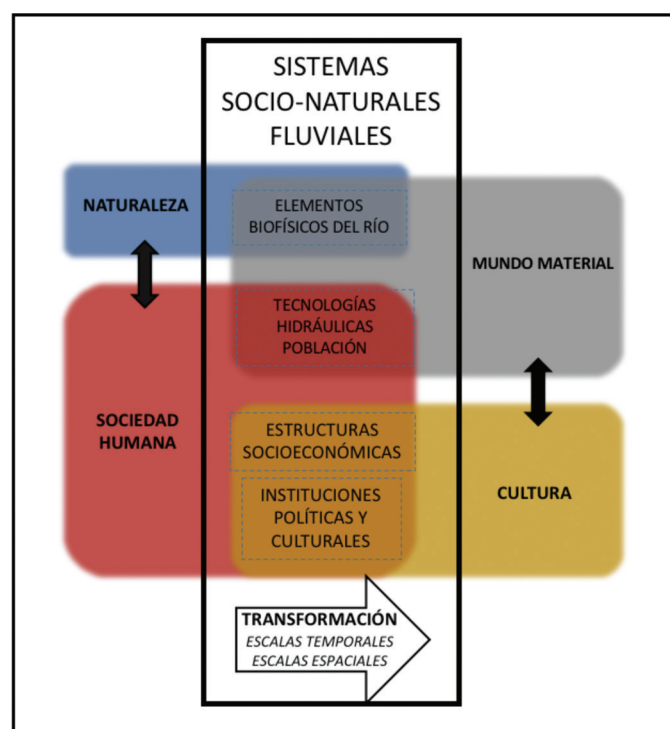 SISTEMAS
SOCIO-NATURALES
FLUVIALES
NATURALEZA
ELEMENTOS
BIOFÍSICOS DEL RÍO
MUNDO MATERIAL
TECNOLOGÍAS
HIDRÁULICAS
POBLACIÓN
SOCIEDAD
HUMANA
ESTRUCTURAS
SOCIOECONÓMICAS
INSTITUCIONES
POLÍTICAS Y
CULTURALES
CULTURA
TRANSFORMACIÓN
ESCALAS TEMPORALES
ESCALAS ESPACIALES